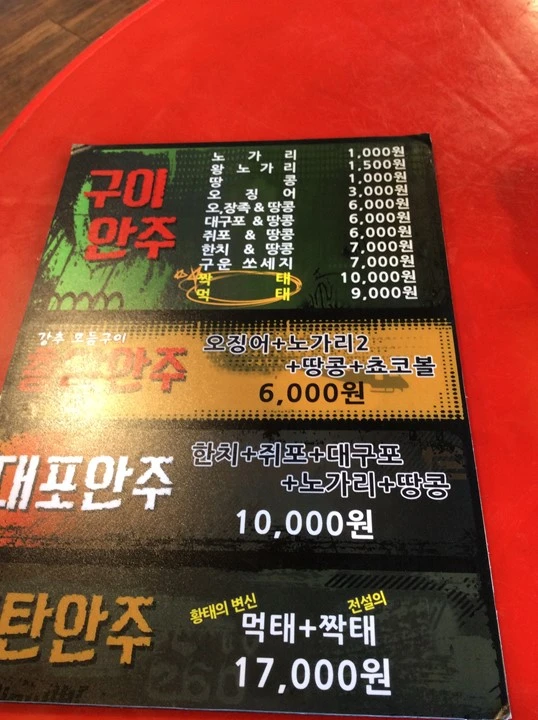 구이
안주
노 가 리 1,000원
왕 노 가 리 1,500원
땅 콩 1,000원
오 징 어 3,000원
오.장족 & 땅콩 6,000원
대구포 & 땅콩 6,000원
쥐포 & 땅콩 6,000원
한치 & 땅콩 7,000원
구운 쏘세지 7,000원
짝 태 10,000원
먹 태 9,000원
강추 모둠구이
안주
오징어+노가리2
+땅콩+쵸코볼
6,000원
대포안주
한치+쥐포+대구포
+노가리+땅콩
10,000원
탄안주
황태의 변신 전설의
먹태+짝태
17,000원